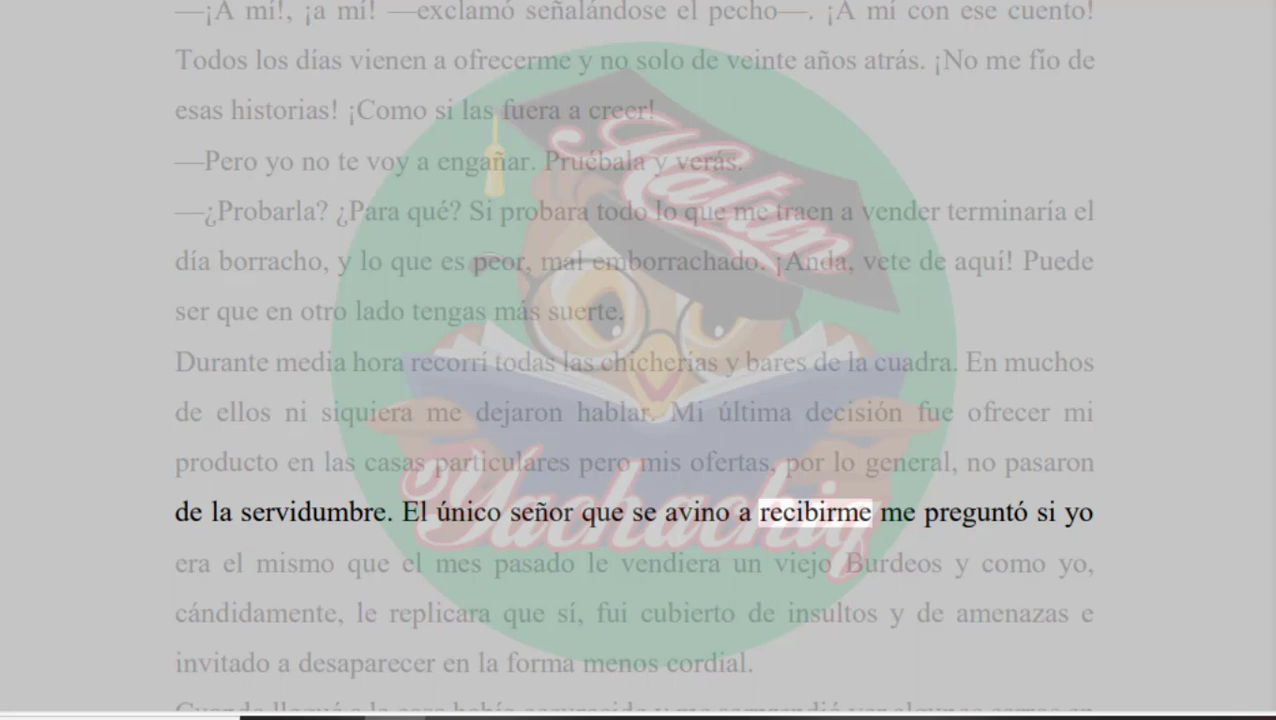 —¡A mí!, ¡a mí! —exclamó señalándose el pecho—. ¡A mí con ese cuento!
Todos los días vienen a ofrecerme y no solo de veinte años atrás. ¡No me fío de
esas historias! ¡Como si las fuera a creer!
—Pero yo no te voy a engañar. Pruébala y verás.
—¿Probarla? ¿Para qué? Si probara todo lo que me traen a vender terminaría el
día borracho, y lo que es peor, mal emborrachado. ¡Anda, vete de aquí! Puede
ser que en otro lado tengas más suerte.
Durante media hora recorrí todas las chicherías y bares de la cuadra. En muchos
de ellos ni siquiera me dejaron hablar. Mi última decisión fue ofrecer mi
producto en las casas particulares pero mis ofertas, por lo general, no pasaron
de la servidumbre. El único señor que se avino a recibirme me preguntó si yo
era el mismo que el mes pasado le vendiera un viejo Burdeos y como yo,
cándidamente, le replicara que sí, fui cubierto de insultos y de amenazas e
invitado a desaparecer en la forma menos cordial.
Hatun
Yachachiq